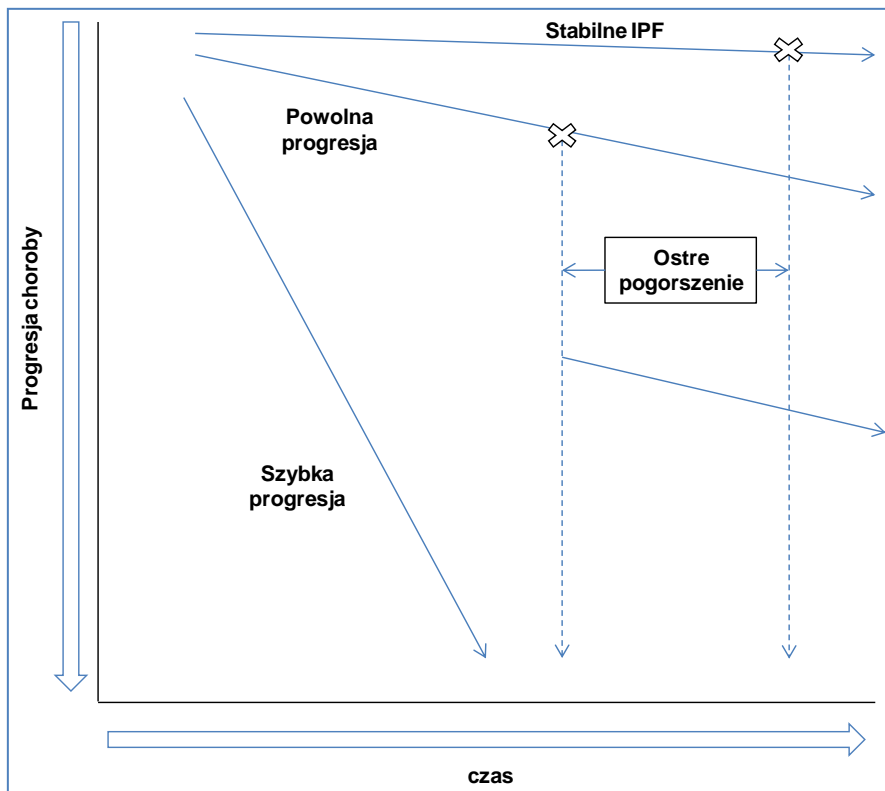 Stabilne IPF
Powolna
progresja
Ostre
pogorszenie
Progresja choroby
Szybka
progresja
czas